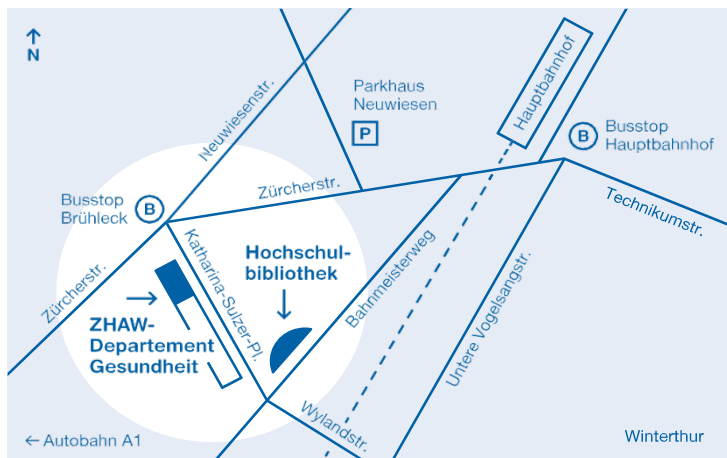 N
Neuwiesenstr.
Parkhaus
Neuwiesen
P
Hauptbahnhof
B
Busstop
Hauptbahnhof
Busstop
Brühleck
B
Zürcherstr.
Technikumstr.
Zürcherstr.
Katharina-Sulzer-Pl.
Hochschul-
bibliothek
Bahnmeisterweg
Untere Vogelsangstr.
ZHAW-
Departement
Gesundheit
Wylandstr.
← Autobahn A1
Winterthur